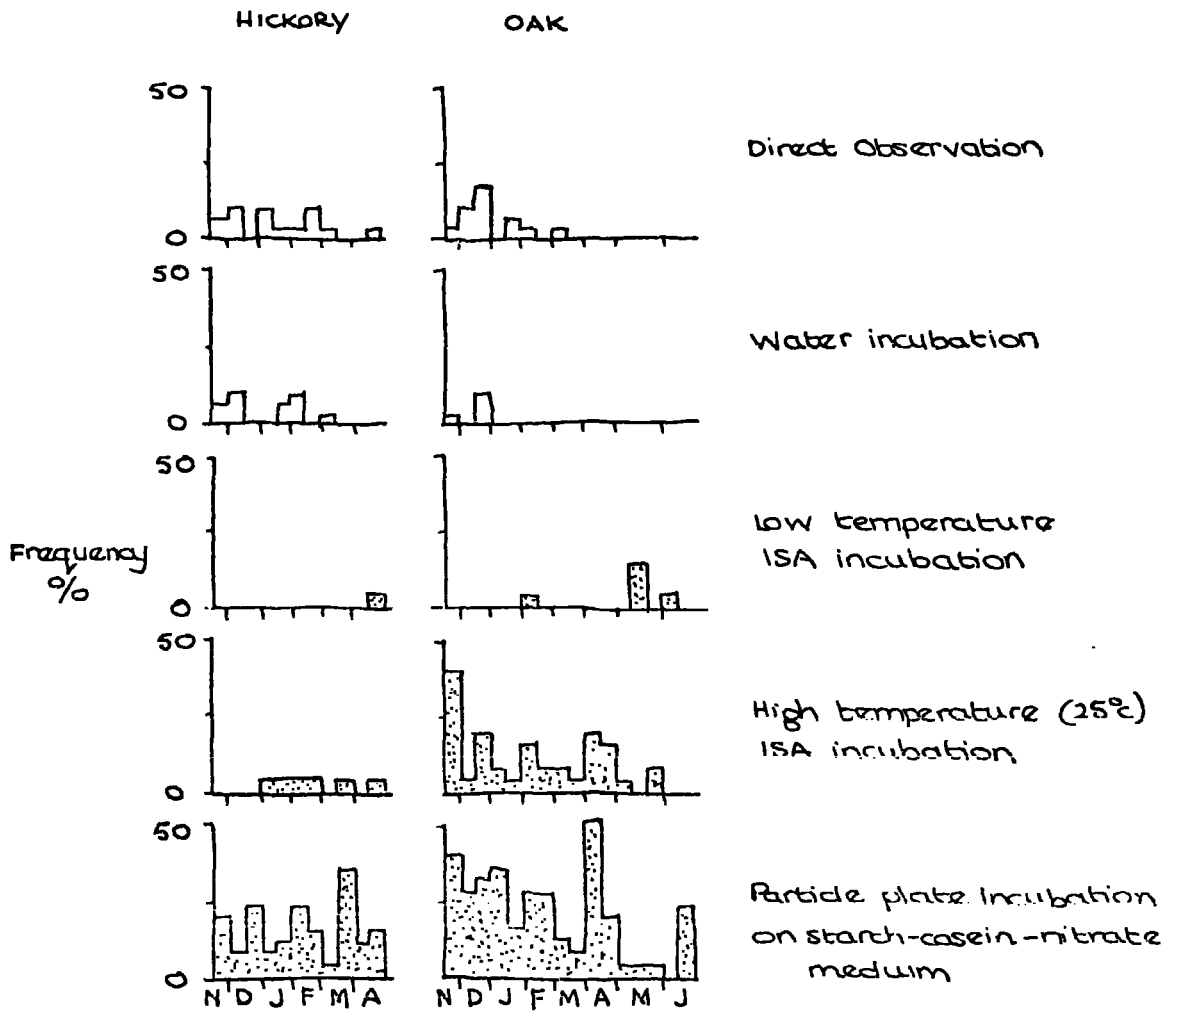 HICKORY OAK
50
0
Direct Observation
50
0
Water incubation
50
0
Low temperature
ISA incubation
Frequency
%
50
0
High temperature (25°c)
ISA incubation
50
0
Particle plate Incubation
on starch-casein-nitrate
meduim
N D J F M A N D J F M A M J